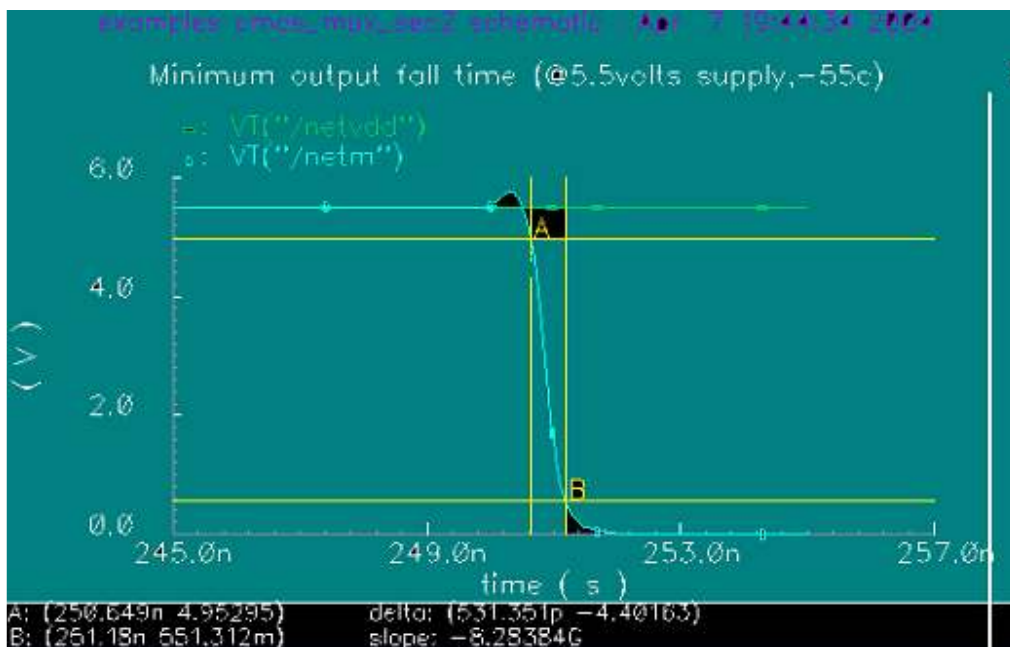 examples cmos_mux_sec2 schematic : Apr 7 19:44:34 2004
Minimum output fall time (@5.5volts supply,-55c)
-: VT("/netvdd")
▵: VT("/netm")
6.0
A
4.0
(V)
2.0
B
0.0
245.0n 249.0n 253.0n 257.0n
time ( s )
A: (250.649n 4.95295) delta: (531.351p -4.40163)
B: (251.18n 551.312m) slope: -8.28384G